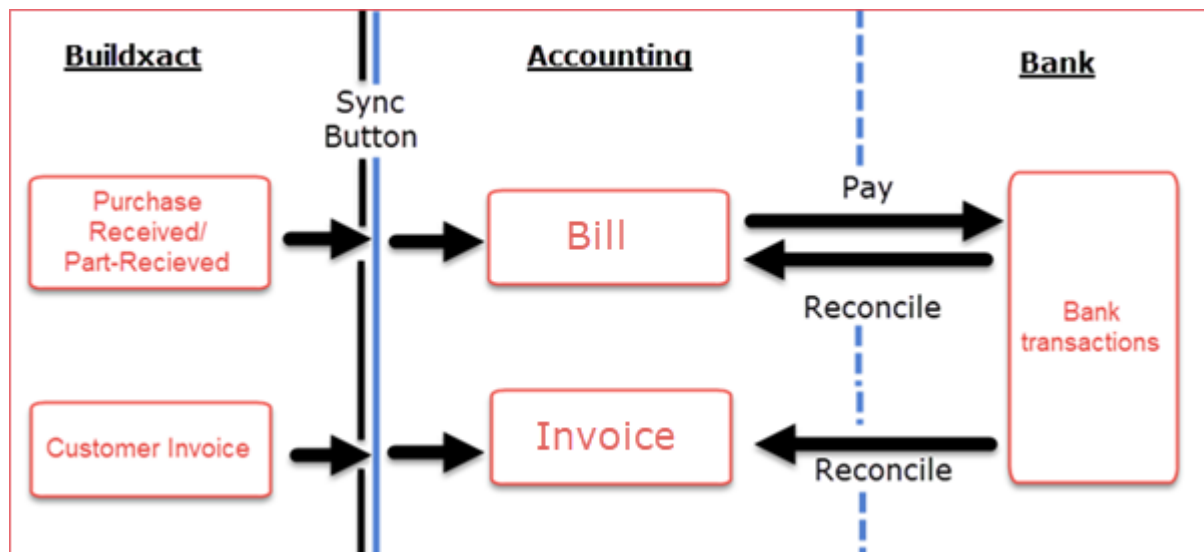 Buildxact
Accounting
Bank
Sync
Button
Purchase
Received/
Part-Recieved
Bill
Pay
Reconcile
Bank
transactions
Customer Invoice
Invoice
Reconcile